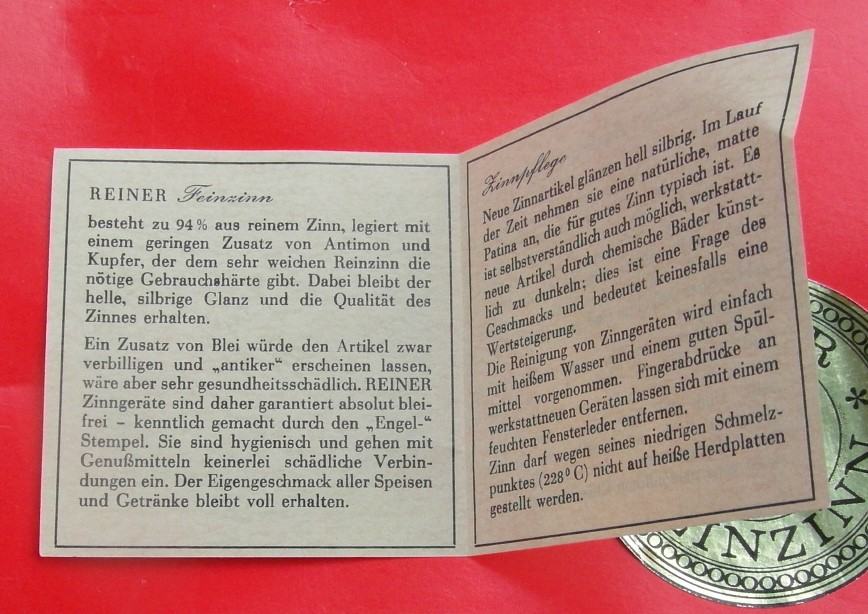 REINER Feinzinn
besteht zu 94% aus reinem Zinn, legiert mit
einem geringen Zusatz von Antimon und
Kupfer, der dem sehr weichen Reinzinn die
nötige Gebrauchshärte gibt. Dabei bleibt der
helle, silbrige Glanz und die Qualität des
Zinnes erhalten.
Ein Zusatz von Blei würde den Artikel zwar
verbilligen und „antiker“ erscheinen lassen,
wäre aber sehr gesundheitsschädlich. REINER
Zinngeräte sind daher garantiert absolut blei-
frei – kenntlich gemacht durch den „Engel-“
Stempel. Sie sind hygienisch und gehen mit
Genußmitteln keinerlei schädliche Verbin-
dungen ein. Der Eigengeschmack aller Speisen
und Getränke bleibt voll erhalten.
Zinnpflege
Neue Zinnartikel glänzen hell silbrig. Im Lauf
der Zeit nehmen sie eine natürliche, matte
Patina an, die für gutes Zinn typisch ist. Es
ist selbstverständlich auch möglich, werkstatt-
neue Artikel durch chemische Bäder künst-
lich zu dunkeln; dies ist eine Frage des
Geschmacks und bedeutet keinesfalls eine
Wertsteigerung.
Die Reinigung von Zinngeräten wird einfach
mit heißem Wasser und einem guten Spül-
mittel vorgenommen. Fingerabdrücke an
werkstattneuen Geräten lassen sich mit einem
feuchten Fensterleder entfernen.
Zinn darf wegen seines niedrigen Schmelz-
punktes (228° C) nicht auf heiße Herdplatten
gestellt werden.
R *
INZINN